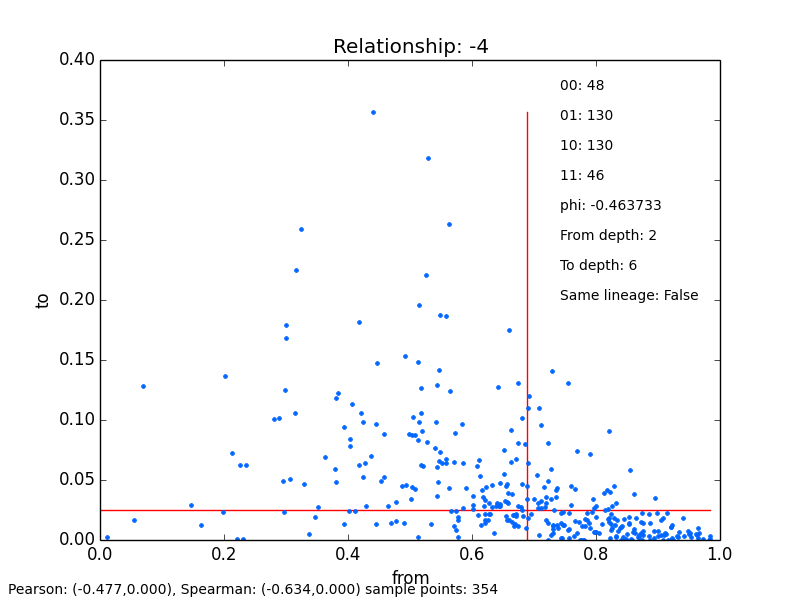 Relationship: -4
0.40
0.35
0.30
0.25
0.20
0.15
0.10
0.05
0.00
to
00: 48
01: 130
10: 130
11: 46
phi: -0.463733
From depth: 2
To depth: 6
Same lineage: False
0.0 0.2 0.4 0.6 0.8 1.0
from
Pearson: (-0.477,0.000), Spearman: (-0.634,0.000) sample points: 354